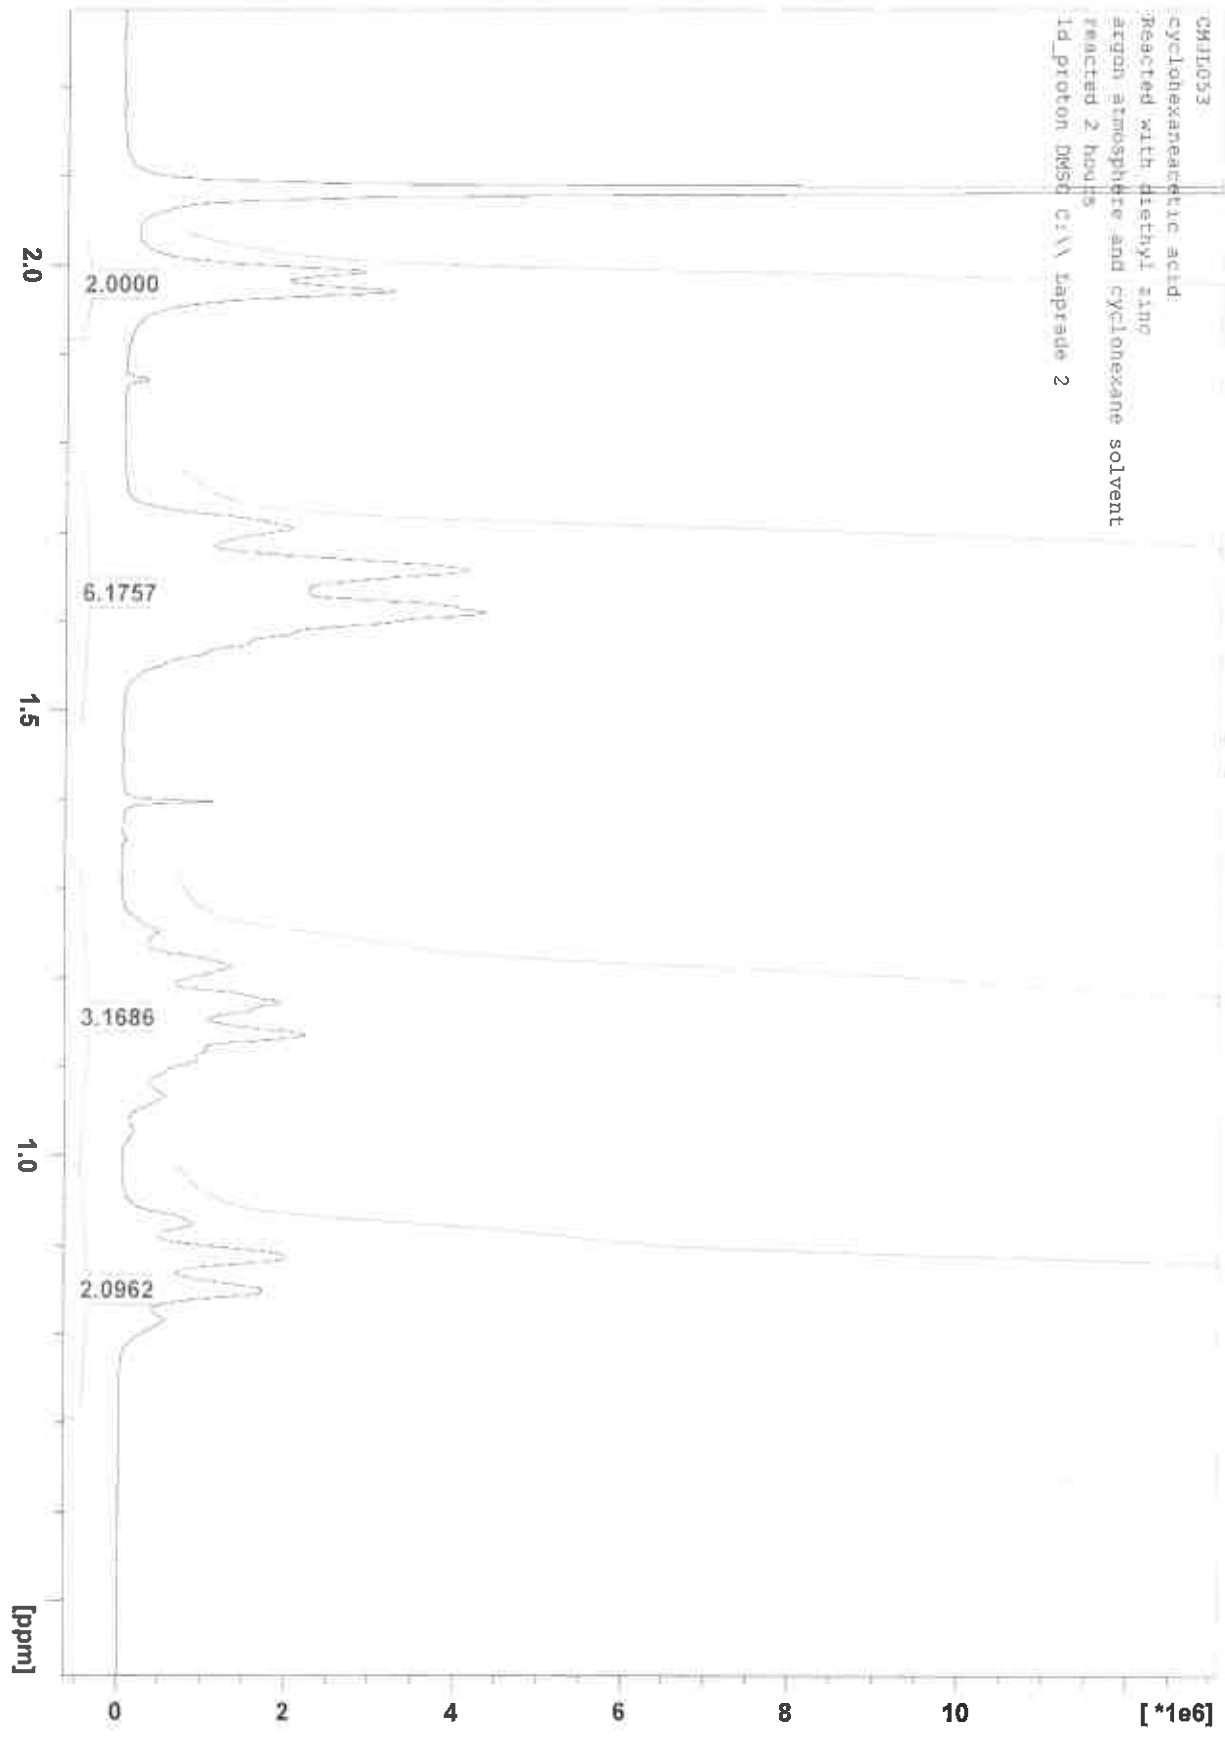 CMJL053
cyclohexaneacetic acid
Reacted with diethyl zinc
argon atmosphere and cyclohexane solvent
reacted 2 hours
1d_proton DMSO C:\\ Laprade 2
2.0000
6.1757
3.1686
2.0962
2.0
1.5
1.0
[ppm]
0
2
4
6
8
10
[ *1e6]